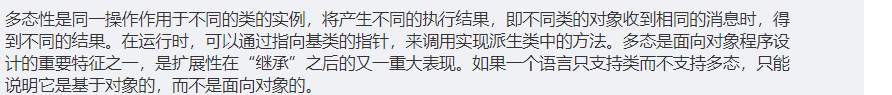 多态性是同一操作作用于不同的类的实例，将产生不同的执行结果，即不同类的对象收到相同的消息时，得
到不同的结果。在运行时，可以通过指向基类的指针，来调用实现派生类中的方法。多态是面向对象程序设
计的重要特征之一，是扩展性在“继承”之后的又一重大表现。如果一个语言只支持类而不支持多态，只能
说明它是基于对象的，而不是面向对象的。